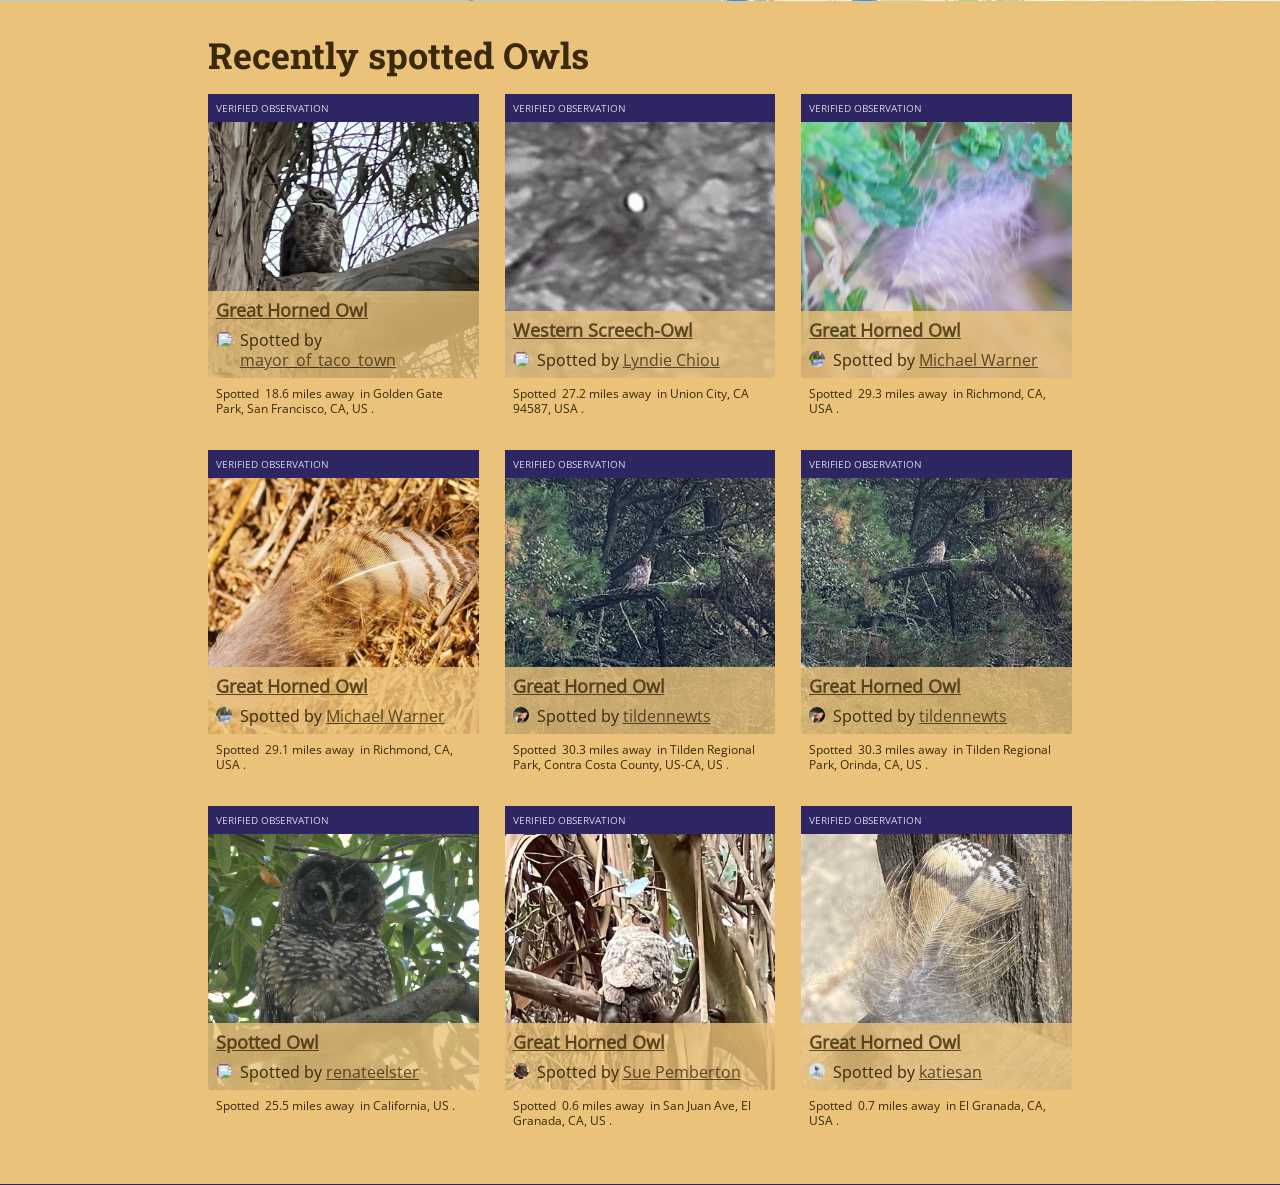 Recently spotted Owls
VERIFIED OBSERVATION
Great Horned Owl
Spotted by
mayor_of_taco_town
Spotted 18.6 miles away in Golden Gate
Park, San Francisco, CA, US .
VERIFIED OBSERVATION
Western Screech-Owl
Spotted by Lyndie Chiou
Spotted 27.2 miles away in Union City, CA
94587, USA .
VERIFIED OBSERVATION
Great Horned Owl
Spotted by Michael Warner
Spotted 29.3 miles away in Richmond, CA,
USA .
VERIFIED OBSERVATION
Great Horned Owl
Spotted by Michael Warner
Spotted 29.1 miles away in Richmond, CA,
USA .
VERIFIED OBSERVATION
Great Horned Owl
Spotted by tildennewts
Spotted 30.3 miles away in Tilden Regional
Park, Contra Costa County, US-CA, US .
VERIFIED OBSERVATION
Great Horned Owl
Spotted by tildennewts
Spotted 30.3 miles away in Tilden Regional
Park, Orinda, CA, US .
VERIFIED OBSERVATION
Spotted Owl
Spotted by renateelster
Spotted 25.5 miles away in California, US .
VERIFIED OBSERVATION
Great Horned Owl
Spotted by Sue Pemberton
Spotted 0.6 miles away in San Juan Ave, El
Granada, CA, US .
VERIFIED OBSERVATION
Great Horned Owl
Spotted by katiesan
Spotted 0.7 miles away in El Granada, CA,
USA .